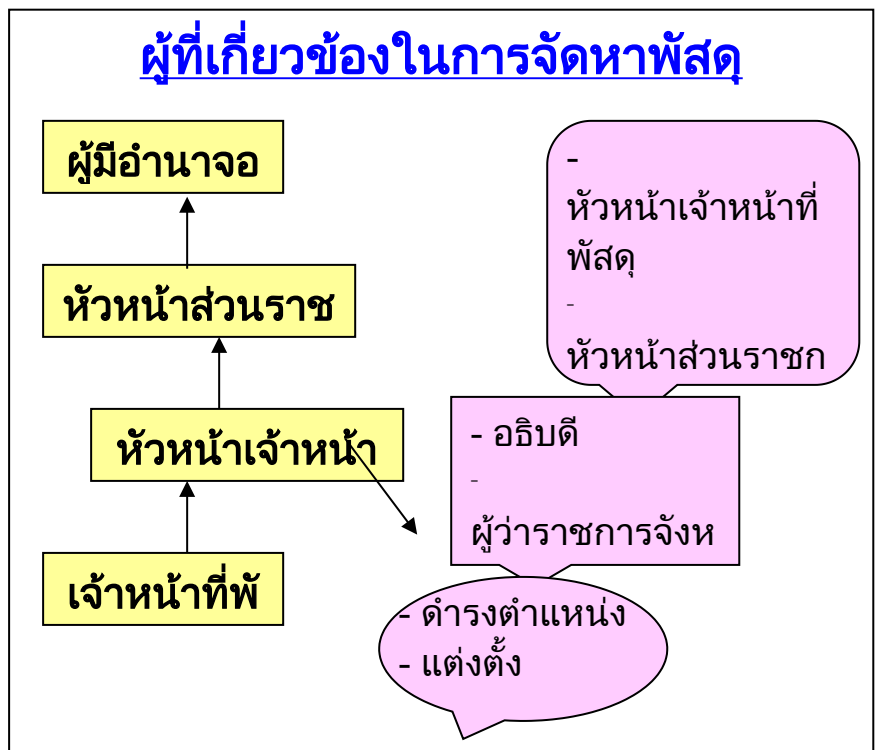 ผู้ที่เกี่ยวข้องในการจัดหาพัสดุ
ผู้มีอำนาจอ
หัวหน้าส่วนราช
หัวหน้าเจ้าหน้า
เจ้าหน้าที่พั
-
หัวหน้าเจ้าหน้าที่
พัสดุ
-
หัวหน้าส่วนราชก
- อธิบดี
-
ผู้ว่าราชการจังห
- ดำรงตำแหน่ง
- แต่งตั้ง